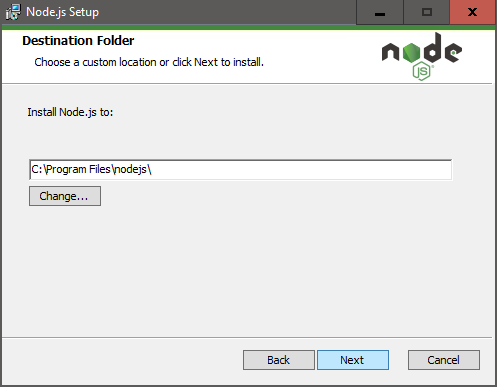 Node.js Setup
Destination Folder
Choose a custom location or click Next to install.
node
JS
Install Node.js to:
C:\Program Files\nodejs\
Change...
Back
Next
Cancel